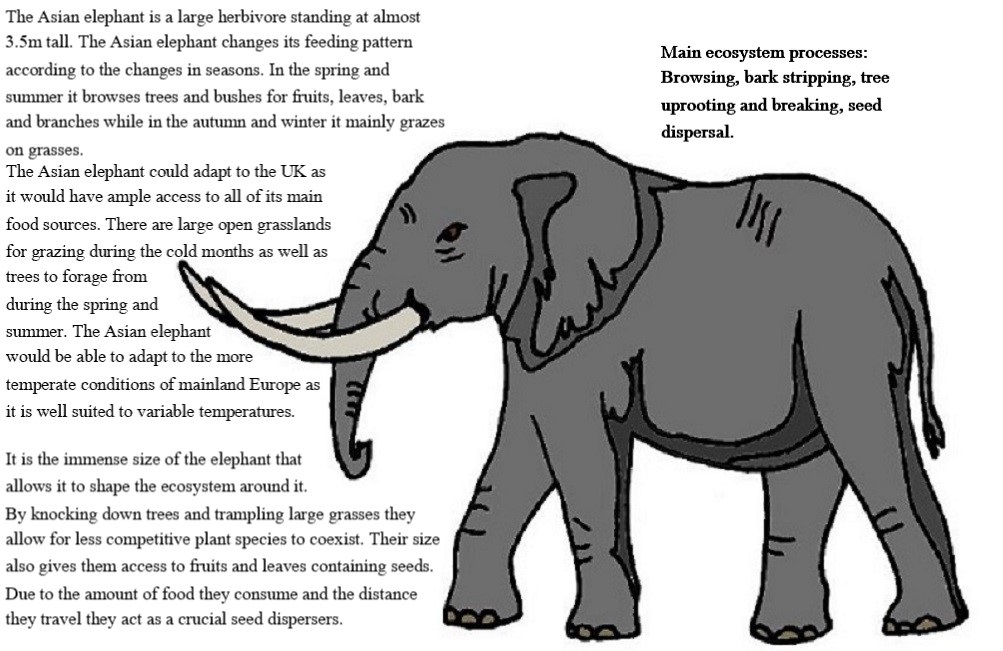 The Asian elephant is a large herbivore standing at almost
3.5m tall. The Asian elephant changes its feeding pattern
according to the changes in seasons. In the spring and
summer it browses trees and bushes for fruits, leaves, bark
and branches while in the autumn and winter it mainly grazes
on grasses.
The Asian elephant could adapt to the UK as
it would have ample access to all of its main
food sources. There are large open grasslands
for grazing during the cold months as well as
trees to forage from
during the spring and
summer. The Asian elephant
would be able to adapt to the more
temperate conditions of mainland Europe as
it is well suited to variable temperatures.
It is the immense size of the elephant that
allows it to shape the ecosystem around it.
By knocking down trees and trampling large grasses they
allow for less competitive plant species to coexist. Their size
also gives them access to fruits and leaves containing seeds.
Due to the amount of food they consume and the distance
they travel they act as a crucial seed dispersers.
Main ecosystem processes:
Browsing, bark stripping, tree
uprooting and breaking, seed
dispersal.